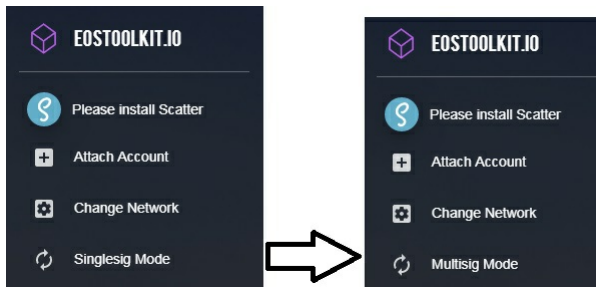 EOSTOOLKIT.IO
Please install Scatter
Attach Account
Change Network
Singlesig Mode
EOSTOOLKIT.IO
Please install Scatter
Attach Account
Change Network
Multisig Mode